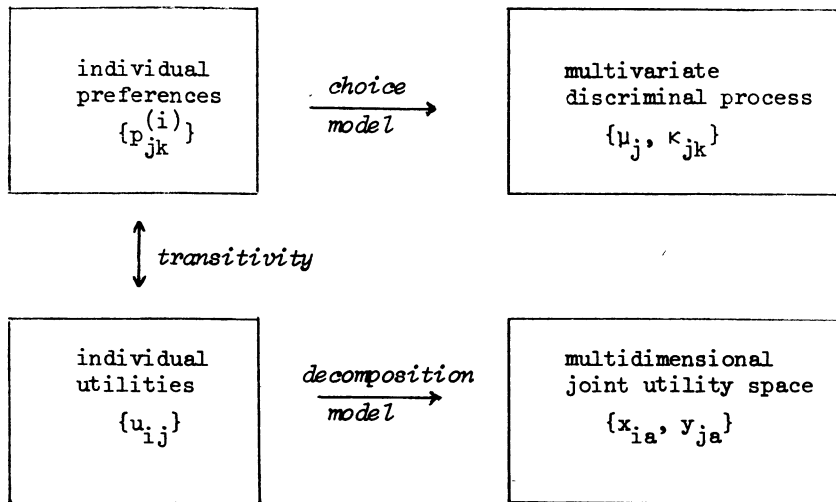 individual
preferences
{p_jk^(i)}
choice
model
multivariate
discriminal process
{μ_j, κ_jk}
transitivity
individual
utilities
{u_ij}
decomposition
model
multidimensional
joint utility space
{x_ia, y_ja}